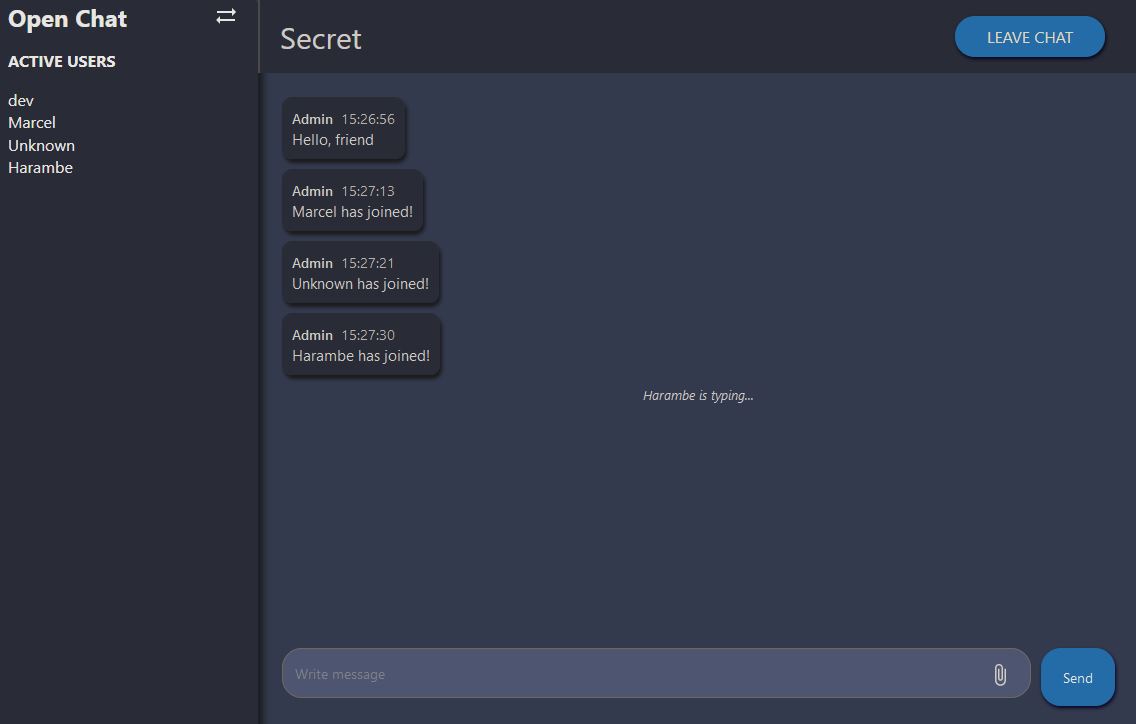 Open Chat
ACTIVE USERS
dev
Marcel
Unknown
Harambe
Secret
LEAVE CHAT
Admin 15:26:56
Hello, friend
Admin 15:27:13
Marcel has joined!
Admin 15:27:21
Unknown has joined!
Admin 15:27:30
Harambe has joined!
Harambe is typing...
Write message
Send